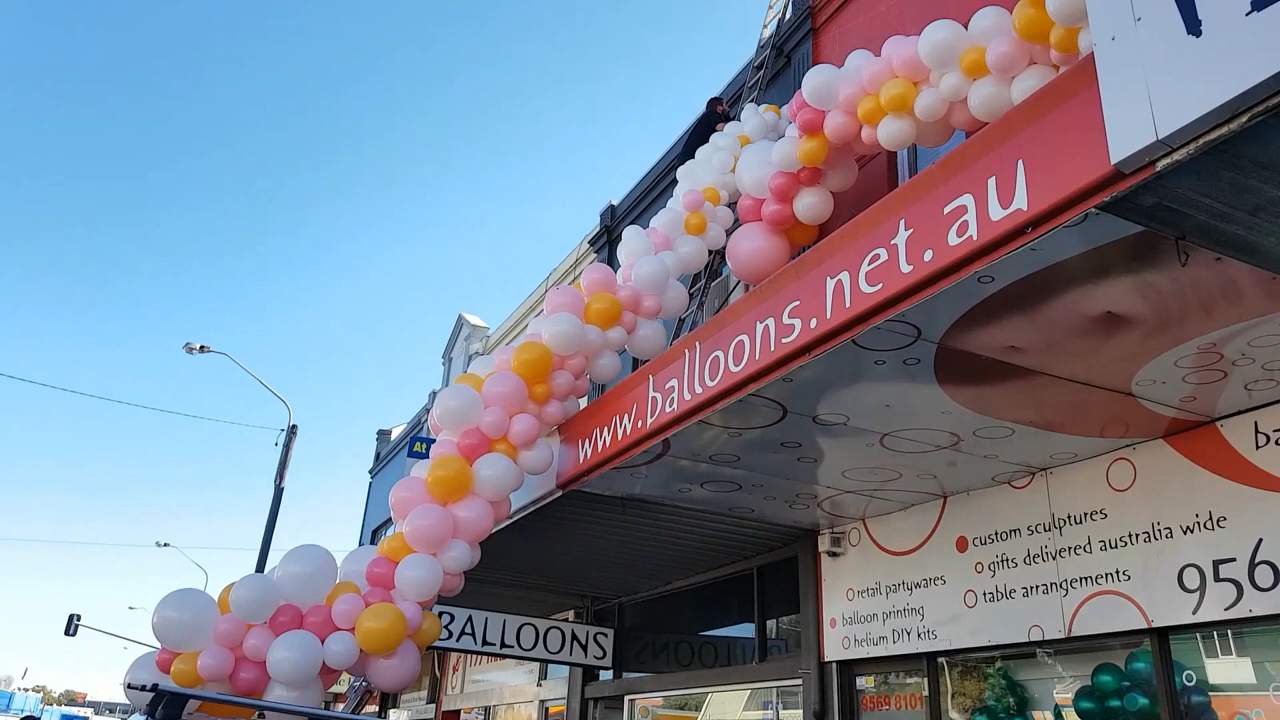 www.balloons.net.au
custom sculptures
gifts delivered australia wide
table arrangements
retail partywares
balloon printing
helium DIY kits
956
BALLOONS
9569 8101